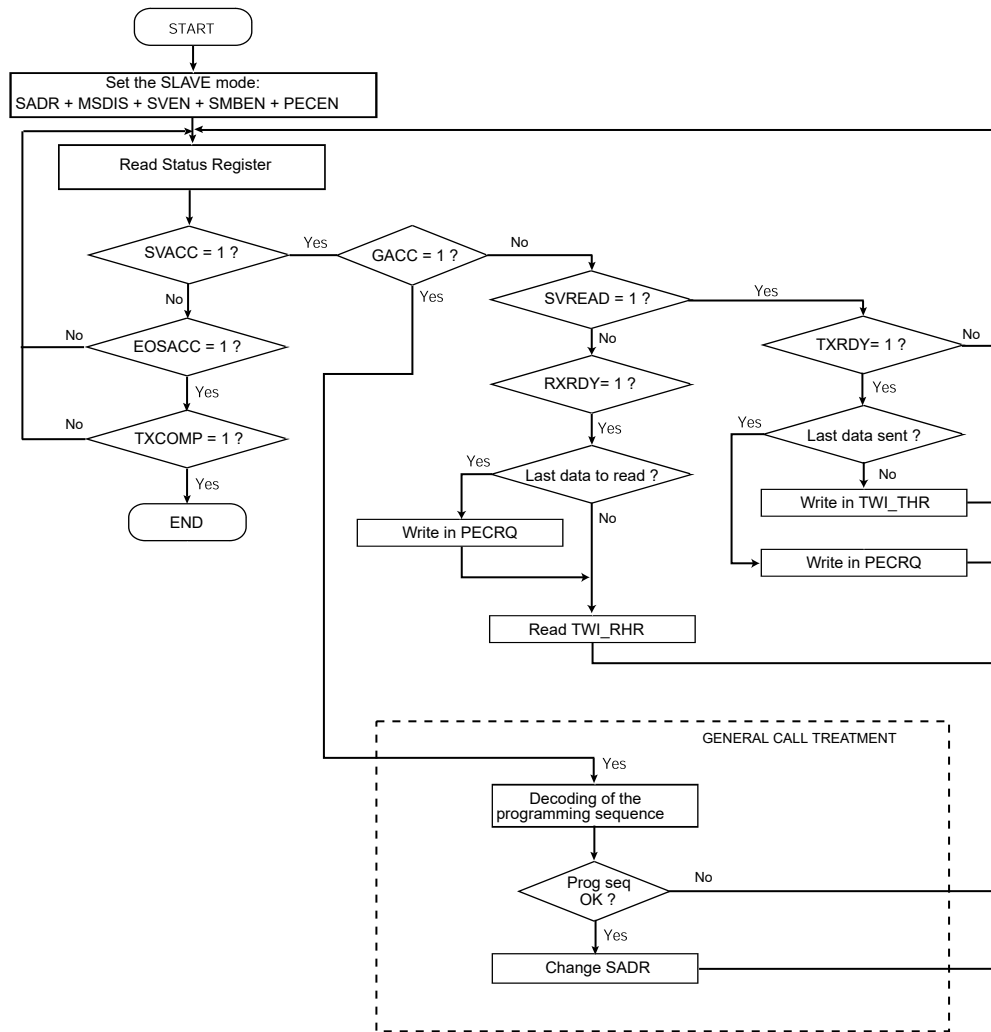 START
Set the SLAVE mode:
SADR + MSDIS + SVEN + SMBEN + PECEN
Read Status Register
SVACC = 1 ?
Yes
GACC = 1 ?
No
SVREAD = 1 ?
Yes
No
Yes
No
EOSACC = 1 ?
No
RXRDY= 1 ?
TXRDY= 1 ?
No
Yes
Yes
Yes
No
TXCOMP = 1 ?
Yes
Last data to read ?
Yes
Last data sent ?
Yes
No
No
END
Write in PECRQ
Write in TWI_THR
Write in PECRQ
Read TWI_RHR
GENERAL CALL TREATMENT
Yes
Decoding of the
programming sequence
Prog seq
OK ?
No
Yes
Change SADR